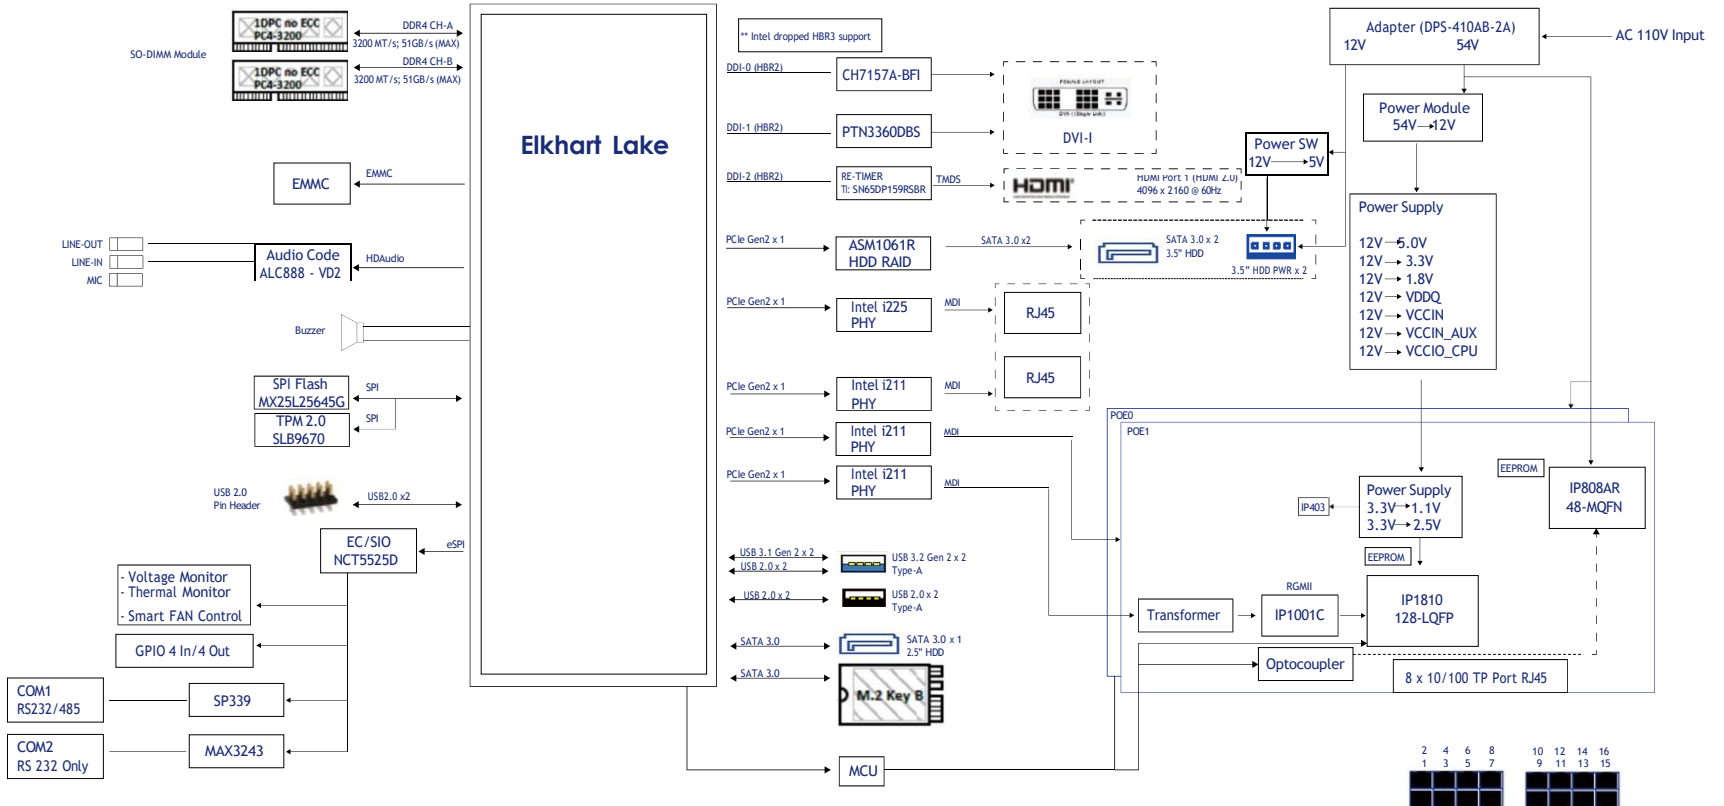 1DPC no ECC
PC4-3200
DDR4 CH-A
3200 MT/s; 51GB/s (MAX)
SO-DIMM Module
1DPC no ECC
PC4-3200
DDR4 CH-B
3200 MT/s; 51GB/s (MAX)
EMMC
EMMC
LINE-OUT
LINE-IN
MIC
Audio Code
ALC888 - VD2
HDAudio
Buzzer
SPI Flash
MX25L25645G
SPI
TPM 2.0
SLB9670
SPI
USB 2.0
Pin Header
USB2.0 x2
EC/SIO
NCT5525D
eSPI
- Voltage Monitor
- Thermal Monitor
- Smart FAN Control
GPIO 4 In/4 Out
COM1
RS232/485
SP339
COM2
RS 232 Only
MAX3243
Elkhart Lake
** Intel dropped HBR3 support
DDI-0 (HBR2)
CH7157A-BFI
DDI-1 (HBR2)
PTN3360DBS
FEMALE LAYOUT
DVI-I (Single Link)
DVI-I
DDI-2 (HBR2)
RE-TIMER
TI: SN65DP159RSBR
TMDS
HDMI
HDMI Port 1 (HDMI 2.0)
4096 x 2160 @ 60Hz
PCIe Gen2 x 1
ASM1061R
HDD RAID
SATA 3.0 x2
SATA 3.0 x 2
3.5" HDD
3.5" HDD PWR x 2
PCIe Gen2 x 1
Intel i225
PHY
MDI
RJ45
PCIe Gen2 x 1
Intel i211
PHY
MDI
RJ45
PCIe Gen2 x 1
Intel i211
PHY
MDI
PCIe Gen2 x 1
Intel i211
PHY
MDI
USB 3.1 Gen 2 x 2
USB 2.0 x 2
USB 3.2 Gen 2 x 2
Type-A
USB 2.0 x 2
USB 2.0 x 2
Type-A
SATA 3.0
SATA 3.0 x 1
2.5" HDD
SATA 3.0
M.2 Key B
MCU
Adapter (DPS-410AB-2A)
12V 54V
AC 110V Input
Power Module
54V 12V
Power SW
12V 5V
Power Supply
12V 5.0V
12V 3.3V
12V 1.8V
12V VDDQ
12V VCCIN
12V VCCIN_AUX
12V VCCIO_CPU
POE0
POE1
EEPROM
IP808AR
48-MQFN
IP403
Power Supply
3.3V 1.1V
3.3V 2.5V
EEPROM
Transformer
RGMII
IP1001C
IP1810
128-LQFP
Optocoupler
8 x 10/100 TP Port RJ45
2 4 6 8
1 3 5 7
10 12 14 16
9 11 13 15